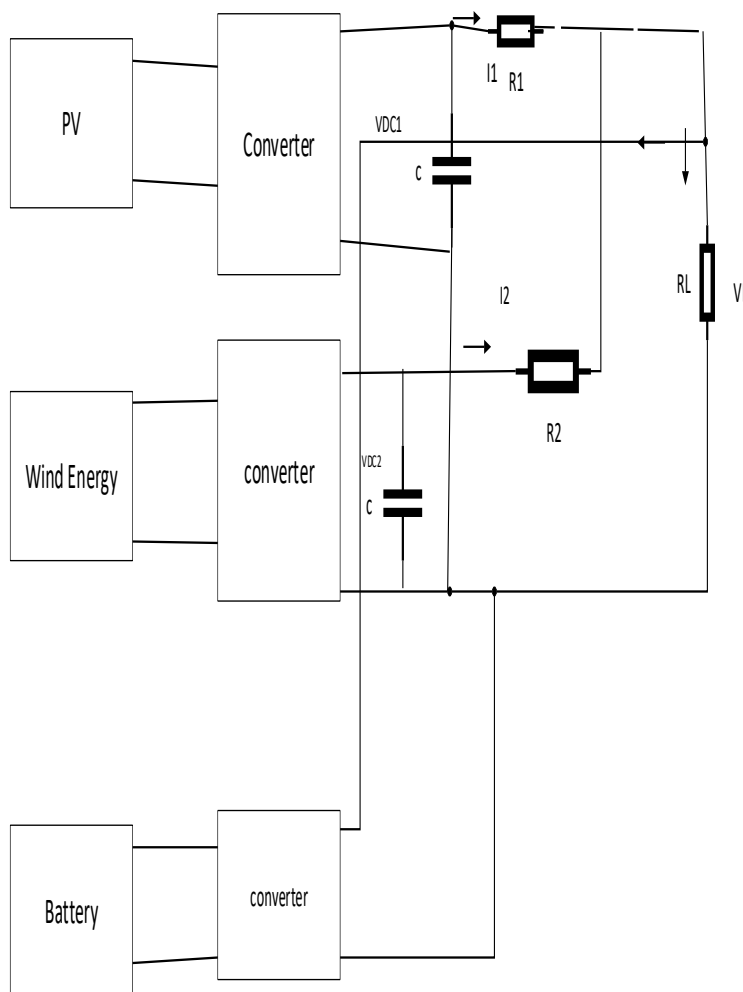 PV
Converter
I1
R1
VDC1
C
RL
V
I2
R2
Wind Energy
converter
VDC2
C
Battery
converter